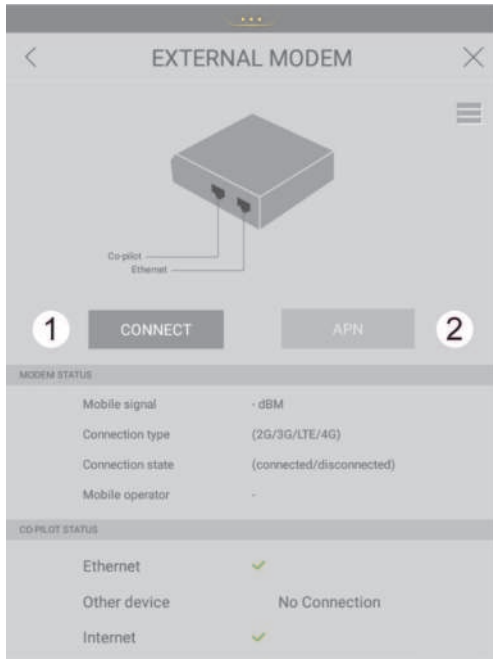 EXTERNAL MODEM
Co-pilot
Ethernet
1 CONNECT APN 2
MODEM STATUS
Mobile signal - dBM
Connection type (2G/3G/LTE/4G)
Connection state (connected/disconnected)
Mobile operator -
CO-PILOT STATUS
Ethernet
Other device No Connection
Internet